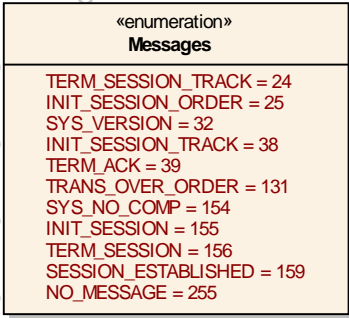 «enumeration»
Messages
TERM_SESSION_TRACK = 24
INIT_SESSION_ORDER = 25
SYS_VERSION = 32
INIT_SESSION_TRACK = 38
TERM_ACK = 39
TRANS_OVER_ORDER = 131
SYS_NO_COMP = 154
INIT_SESSION = 155
TERM_SESSION = 156
SESSION_ESTABLISHED = 159
NO_MESSAGE = 255